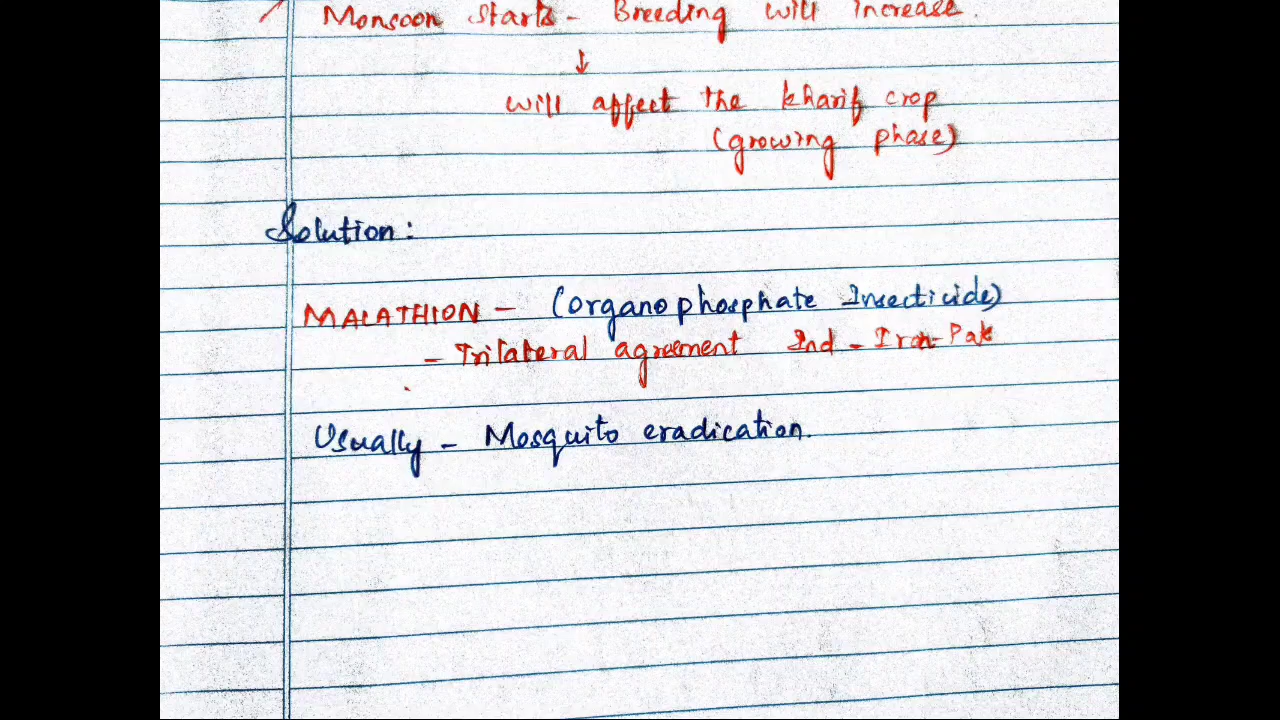 Monsoon starts - Breeding will increase.
↓
will affect the kharif crop
(growing phase)
Solution:
MALATHION - (organophosphate Insecticide)
- Trilateral agreement Ind - Iran - Pak
Usually - Mosquito eradication.